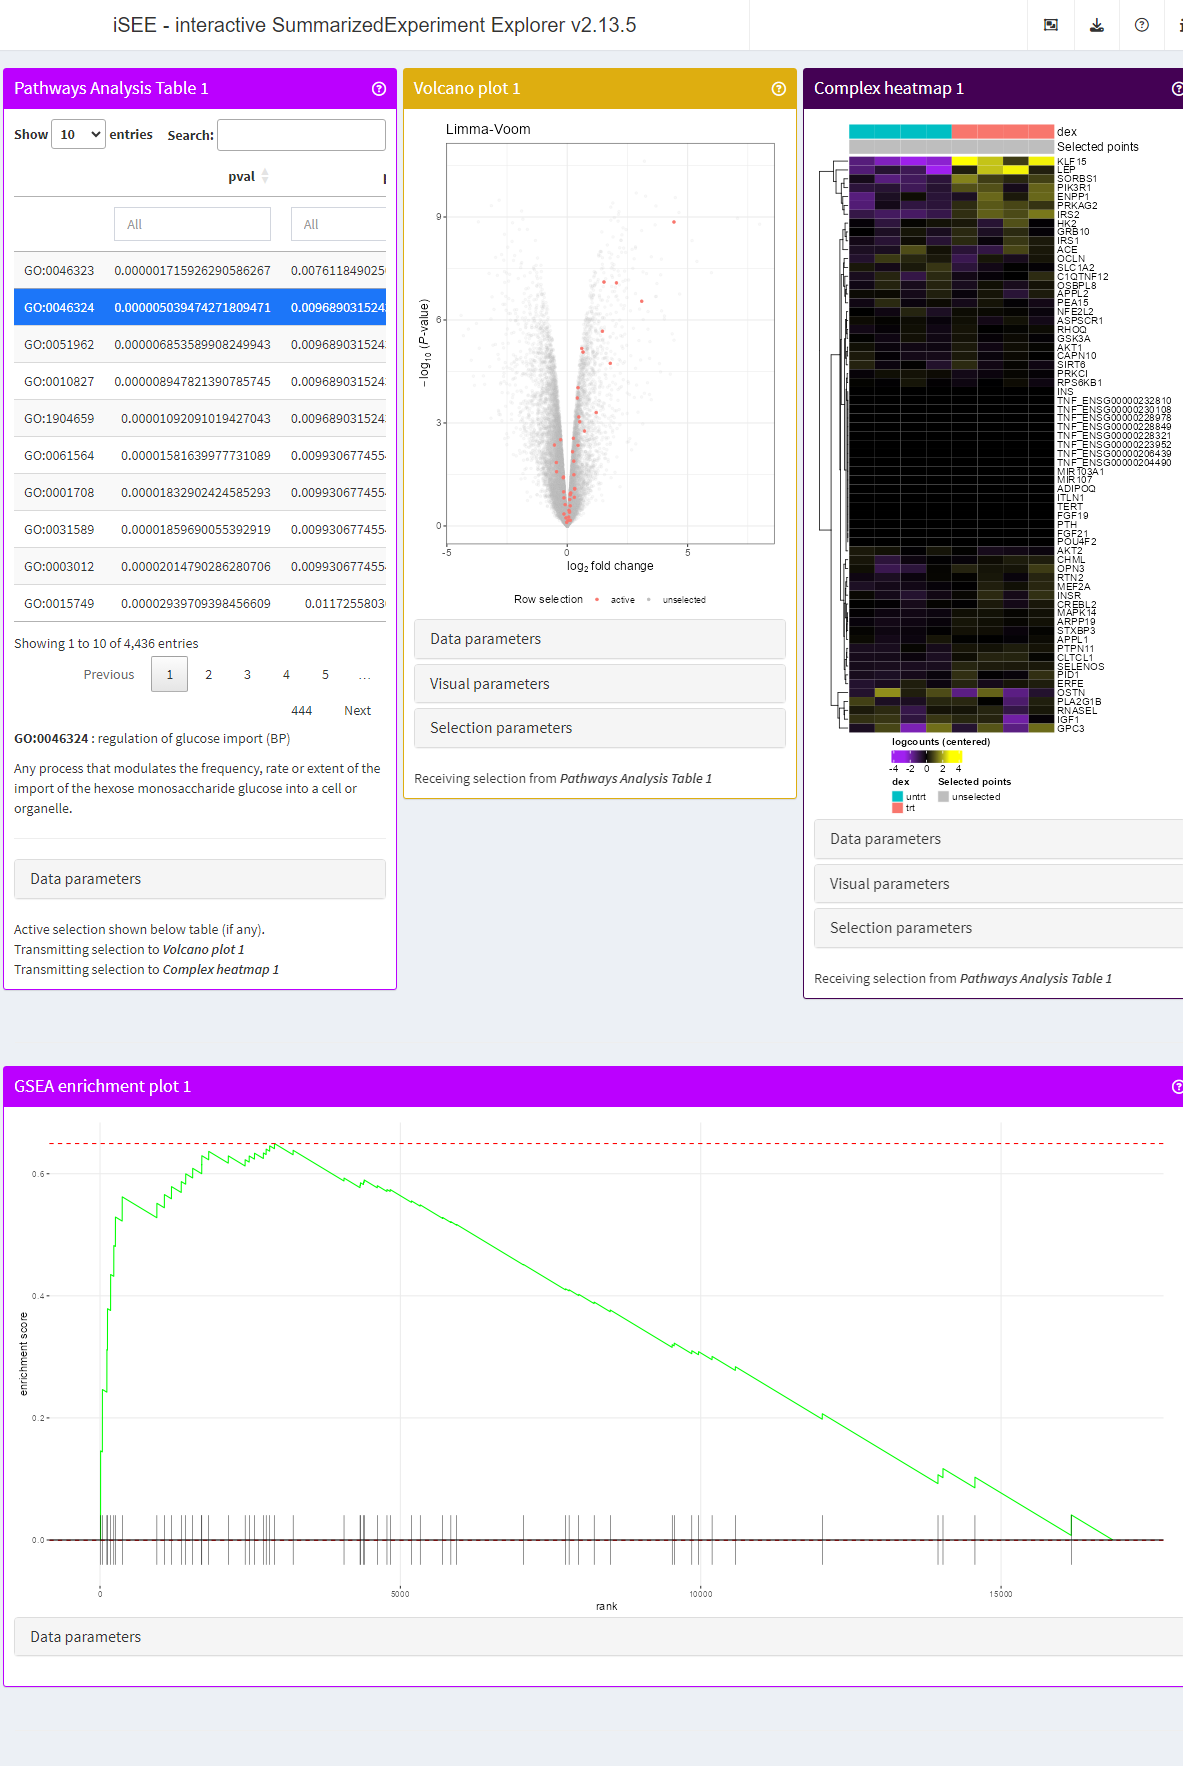 iSEE - interactive SummarizedExperiment Explorer v2.13.5
Pathways Analysis Table 1
Show 10 entries Search:
pval
All All
GO:0046323 0.000001715926290586267 0.0076118490250
GO:0046324 0.000005039474271809471 0.009689031524
GO:0051962 0.000006853589908249943 0.009689031524
GO:0010827 0.000008947821390785745 0.009689031524
GO:1904659 0.00001092091019427043 0.009689031524
GO:0061564 0.00001581639977731089 0.009930677455
GO:0001708 0.00001832902424585293 0.009930677455
GO:0031589 0.00001859690055392919 0.009930677455
GO:0003012 0.00002014790286280706 0.009930677455
GO:0015749 0.00002939709398456609 0.0117255803
Showing 1 to 10 of 4,436 entries
Previous 1 2 3 4 5 …
444 Next
GO:0046324 : regulation of glucose import (BP)
Any process that modulates the frequency, rate or extent of the
import of the hexose monosaccharide glucose into a cell or
organelle.
Data parameters
Active selection shown below table (if any).
Transmitting selection to Volcano plot 1
Transmitting selection to Complex heatmap 1
Volcano plot 1
Limma-Voom
−log10 (P-value)
9
6
3
0
-5 0 5
log2 fold change
Row selection active unselected
Data parameters
Visual parameters
Selection parameters
Receiving selection from Pathways Analysis Table 1
Complex heatmap 1
dex
Selected points
KLF15
LEP
SORBS1
PIK3R1
ENPP1
PRKAG2
IRS2
HK2
GRB10
IRS1
ACE
OCLN
SLC1A2
C1QTNF12
OSBPL8
APPL2
PEA15
NFE2L2
ASPSCR1
RHOQ
GSK3A
AKT1
CAPN10
SIRT6
PRKCI
RPS6KB1
INS
TNF_ENSG00000232810
TNF_ENSG00000230108
TNF_ENSG00000228978
TNF_ENSG00000228849
TNF_ENSG00000228321
TNF_ENSG00000223952
TNF_ENSG00000206439
TNF_ENSG00000204490
MIR103A1
MIR107
ADIPOQ
ITLN1
TERT
FGF19
PTH
FGF21
POU4F2
AKT2
CHML
OPN3
RTN2
MEF2A
INSR
CREBL2
MAPK14
ARPP19
STXBP3
APPL1
PTPN11
CLTCL1
SELENOS
PID1
ERFE
OSTN
PLA2G1B
RNASEL
IGF1
GPC3
logcounts (centered)
-4 -2 0 2 4
dex Selected points
untrt unselected
trt
Data parameters
Visual parameters
Selection parameters
Receiving selection from Pathways Analysis Table 1
GSEA enrichment plot 1
enrichment score
0.6
0.4
0.2
0.0
0 5000 10000 15000
rank
Data parameters